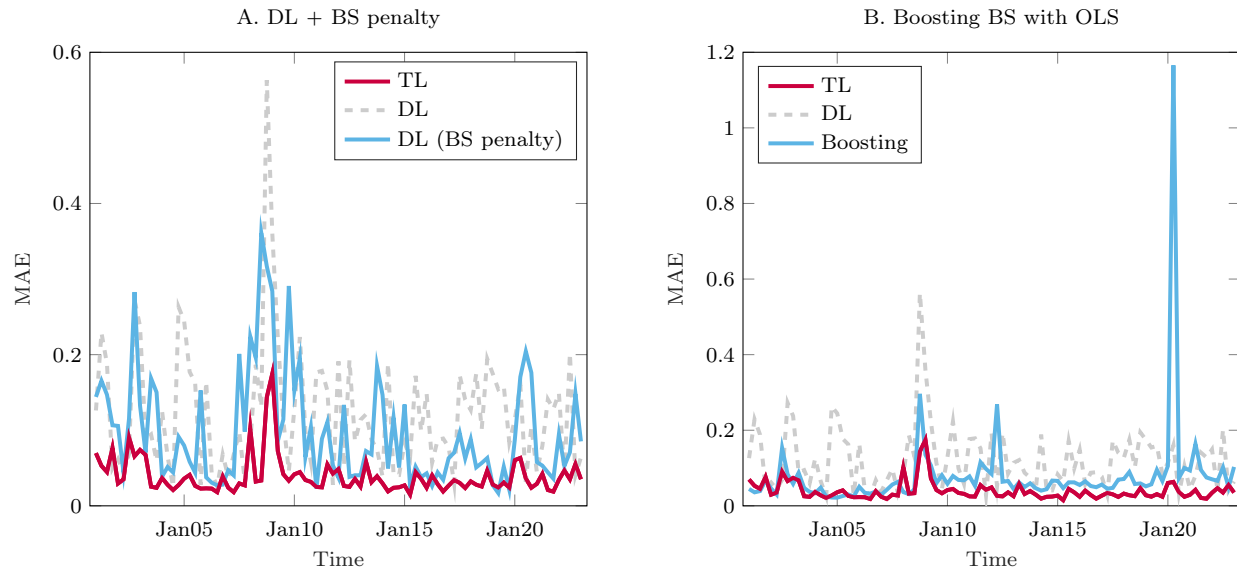 A. DL + BS penalty
0.6
0.4
0.2
0
MAE
TL
DL
DL (BS penalty)
Jan05 Jan10 Jan15 Jan20
Time
B. Boosting BS with OLS
1.2
1
0.8
0.6
0.4
0.2
0
MAE
TL
DL
Boosting
Jan05 Jan10 Jan15 Jan20
Time